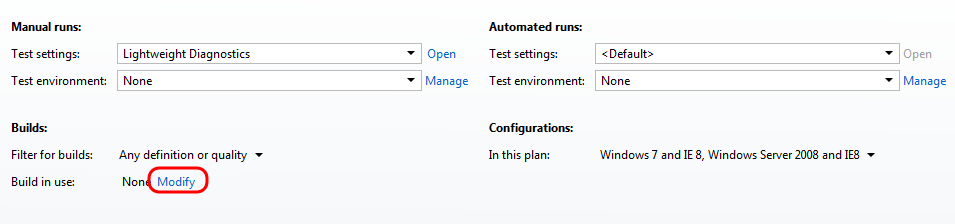 Manual runs:
Test settings: Lightweight Diagnostics Open
Test environment: None Manage
Automated runs:
Test settings: <Default> Open
Test environment: None Manage
Builds:
Filter for builds: Any definition or quality
Build in use: None Modify
Configurations:
In this plan: Windows 7 and IE 8, Windows Server 2008 and IE8